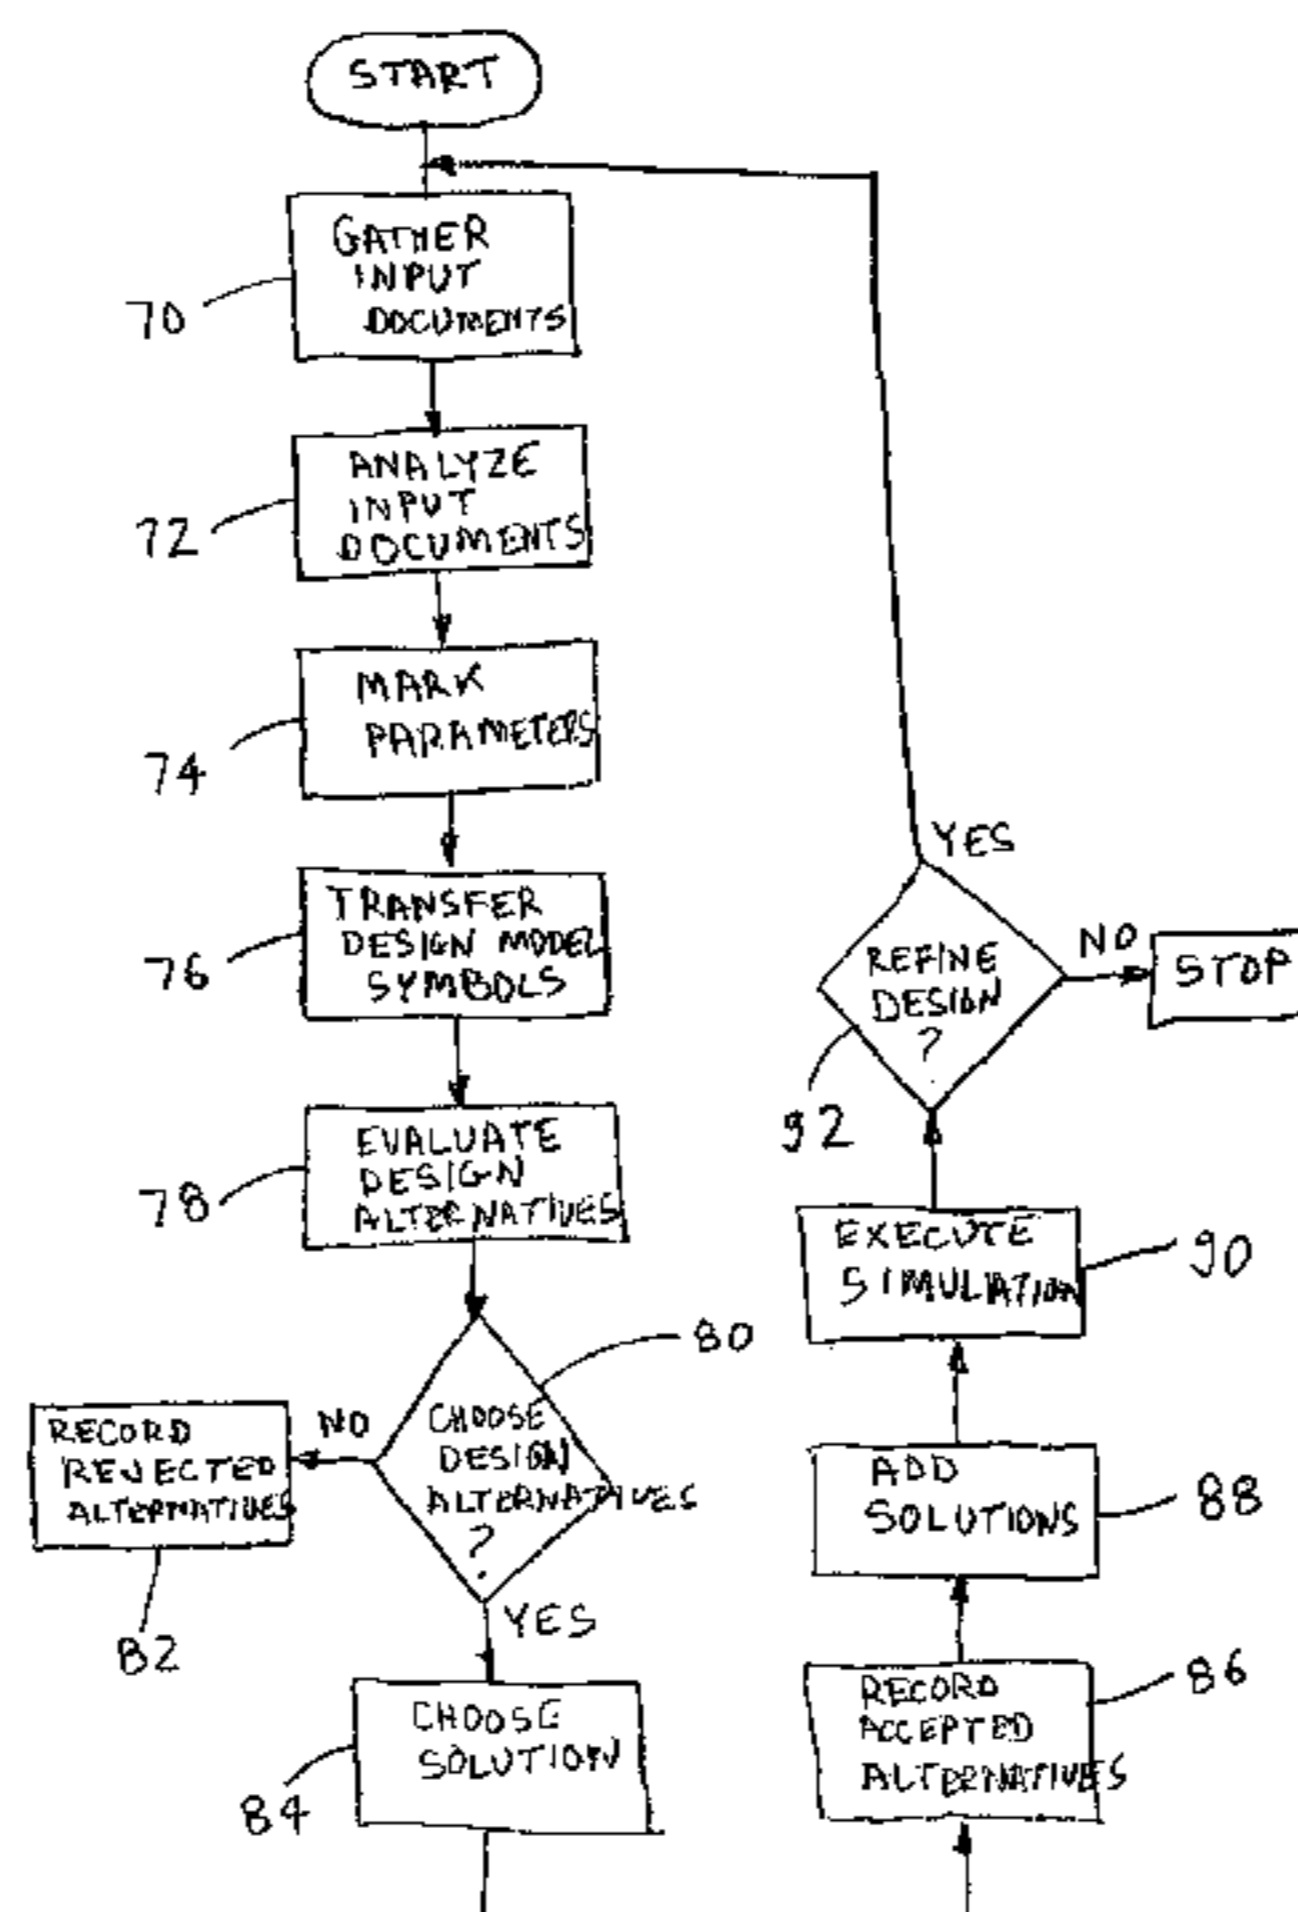 START
GATHER
INPUT
DOCUMENTS
70
ANALYZE
INPUT
DOCUMENTS
72
MARK
PARAMETERS
74
TRANSFER
DESIGN MODEL
SYMBOLS
76
EVALUATE
DESIGN
ALTERNATIVES
78
CHOOSE
DESIGN
ALTERNATIVES
?
80
NO
RECORD
REJECTED
ALTERNATIVES
82
YES
CHOOSE
SOLUTION
84
RECORD
ACCEPTED
ALTERNATIVES
86
ADD
SOLUTIONS
88
EXECUTE
SIMULATION
90
REFINE
DESIGN
?
92
YES
NO
STOP